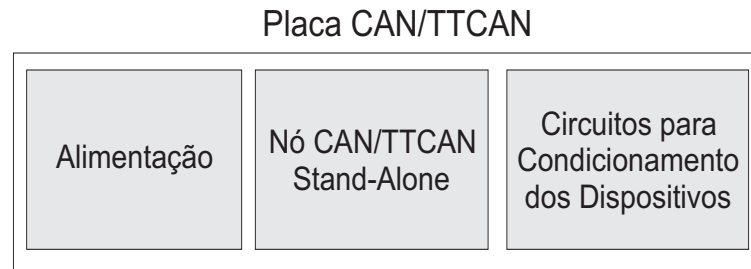 Placa CAN/TTCAN
Alimentação
Nó CAN/TTCAN
Stand-Alone
Circuitos para
Condicionamento
dos Dispositivos